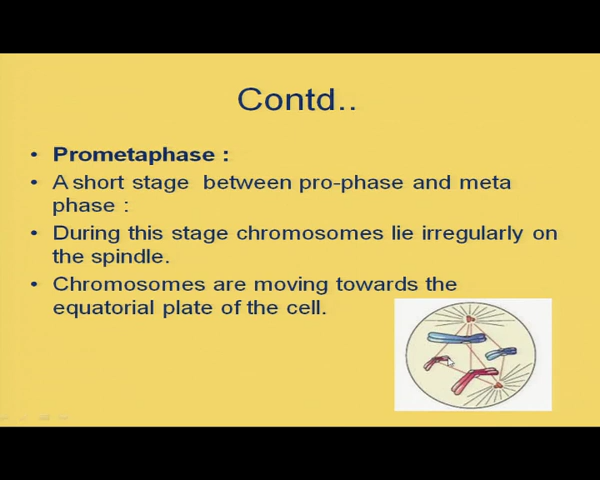 Contd..
• Prometaphase :
• A short stage between pro-phase and meta
phase :
• During this stage chromosomes lie irregularly on
the spindle.
• Chromosomes are moving towards the
equatorial plate of the cell.